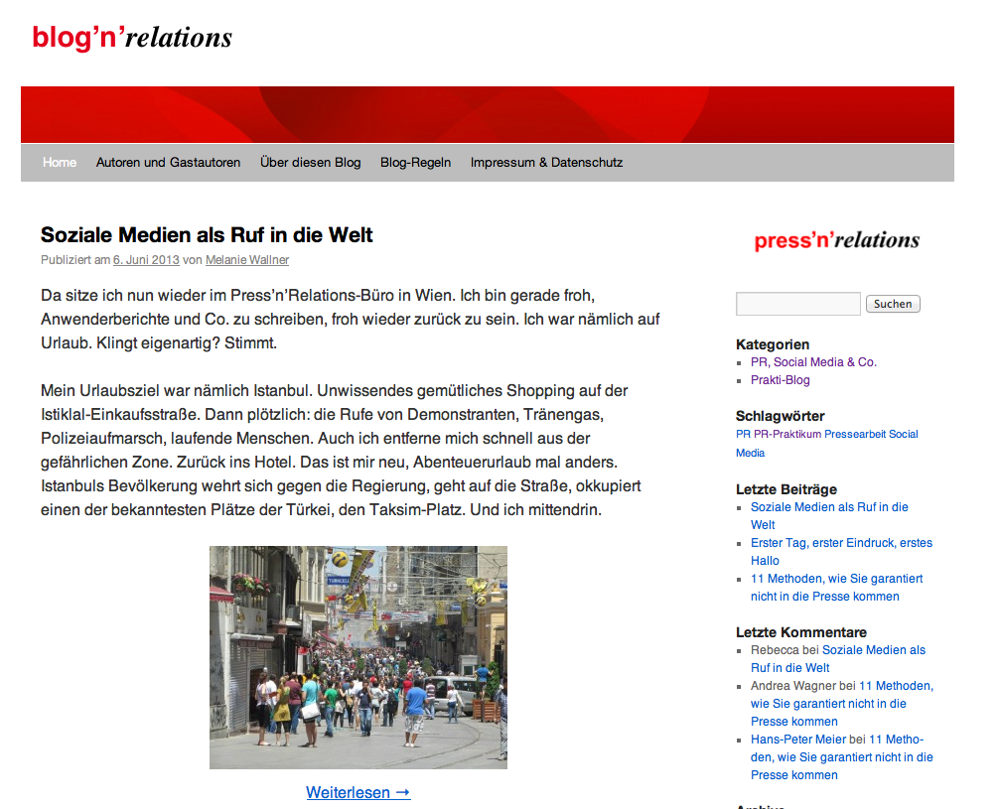 blog’n’relations
Home Autoren und Gastautoren Über diesen Blog Blog-Regeln Impressum & Datenschutz
Soziale Medien als Ruf in die Welt
Publiziert am 6. Juni 2013 von Melanie Wallner
Da sitze ich nun wieder im Press’n’Relations-Büro in Wien. Ich bin gerade froh,
Anwenderberichte und Co. zu schreiben, froh wieder zurück zu sein. Ich war nämlich auf
Urlaub. Klingt eigenartig? Stimmt.
Mein Urlaubsziel war nämlich Istanbul. Unwissendes gemütliches Shopping auf der
Istiklal-Einkaufsstraße. Dann plötzlich: die Rufe von Demonstranten, Tränengas,
Polizeiaufmarsch, laufende Menschen. Auch ich entferne mich schnell aus der
gefährlichen Zone. Zurück ins Hotel. Das ist mir neu, Abenteuerurlaub mal anders.
Istanbuls Bevölkerung wehrt sich gegen die Regierung, geht auf die Straße, okkupiert
einen der bekanntesten Plätze der Türkei, den Taksim-Platz. Und ich mittendrin.
TURKCELL
Weiterlesen →
press’n’relations
Suchen
Kategorien
PR, Social Media & Co.
Prakti-Blog
Schlagwörter
PR PR-Praktikum Pressearbeit Social
Media
Letzte Beiträge
Soziale Medien als Ruf in die
Welt
Erster Tag, erster Eindruck, erstes
Hallo
11 Methoden, wie Sie garantiert
nicht in die Presse kommen
Letzte Kommentare
Rebecca bei Soziale Medien als
Ruf in die Welt
Andrea Wagner bei 11 Methoden,
wie Sie garantiert nicht in die
Presse kommen
Hans-Peter Meier bei 11 Metho-
den, wie Sie garantiert nicht in die
Presse kommen